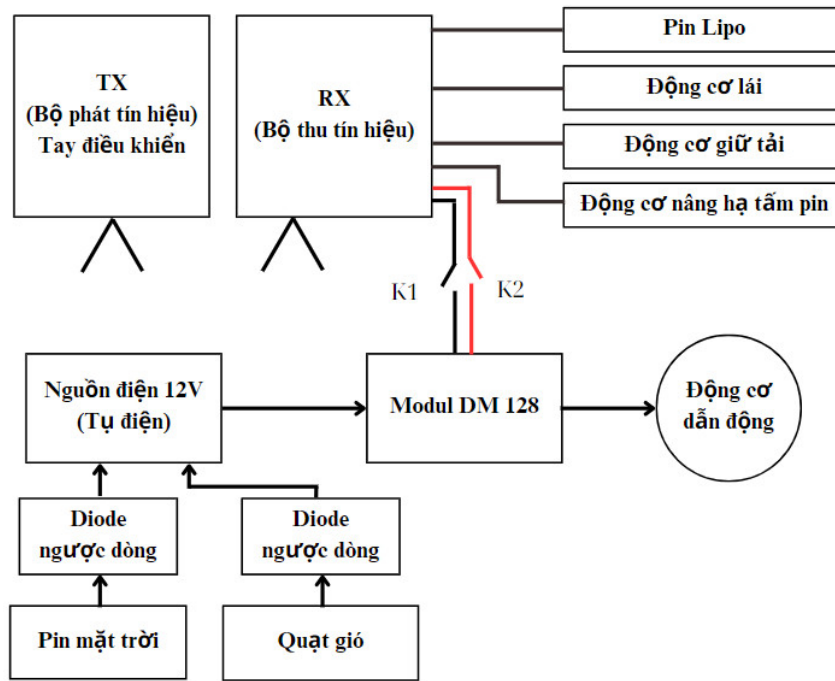 TX
(Bộ phát tín hiệu)
Tay điều khiển
RX
(Bộ thu tín hiệu)
Pin Lipo
Động cơ lái
Động cơ giữ tải
Động cơ nâng hạ tấm pin
K1
K2
Nguồn điện 12V
(Tụ điện)
Modul DM 128
Động cơ
dẫn động
Diode
ngược dòng
Diode
ngược dòng
Pin mặt trời
Quạt gió